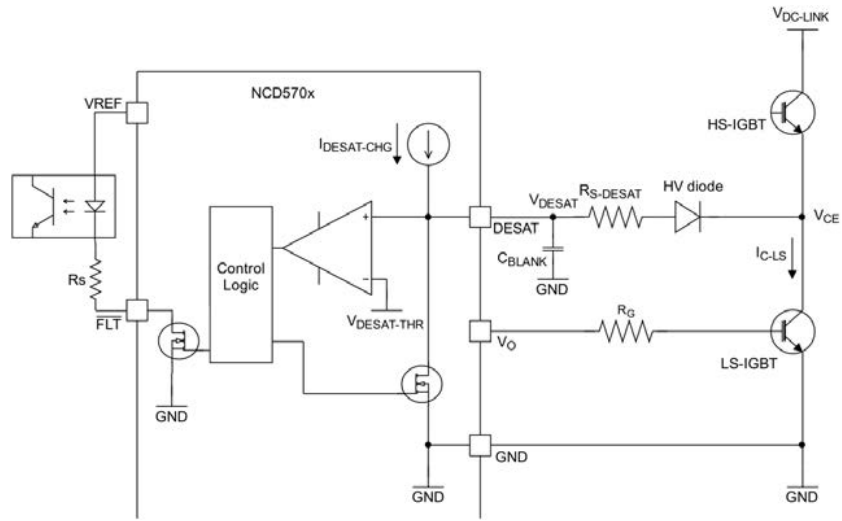 VDC-LINK
NCD570x
VREF
HS-IGBT
IDESAT-CHG
RS-DESAT
HV diode
VDESAT
+
DESAT
VCE
CBLANK
IC-LS
Control
Logic
Rs
GND
−
FLT
VDESAT-THR
RG
VO
LS-IGBT
GND
GND
GND
GND